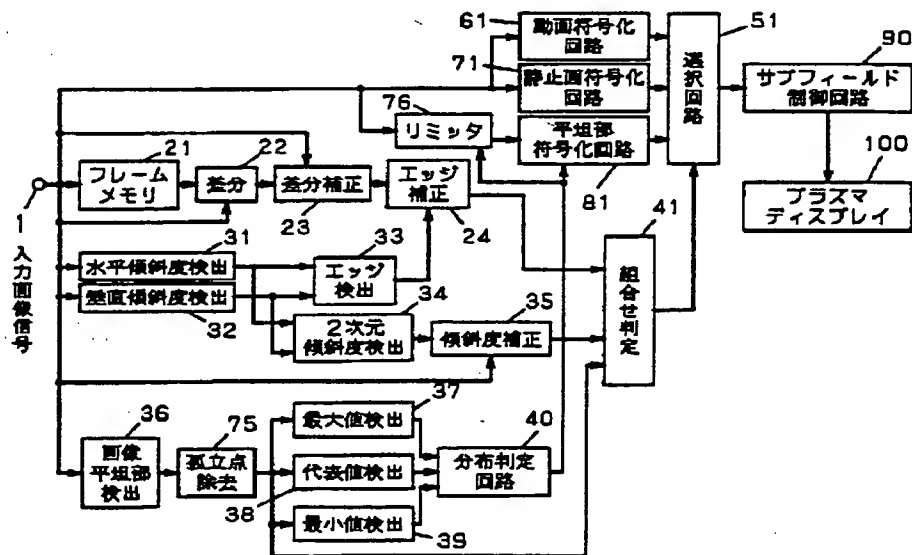 61
動画符号化
回路
51
71
静止画符号化
回路
選択回路
90
サブフィールド
制御回路
76
リミッタ
平坦部
符号化回路
81
100
プラズマ
ディスプレイ
21
フレーム
メモリ
22
差分
差分補正
23
エッジ
補正
24
1 入力画像信号
31
水平傾斜度検出
垂直傾斜度検出
32
33
エッジ
検出
34
2次元
傾斜度検出
35
傾斜度補正
41
組合せ判定
36
画像
平坦部
検出
75
孤立点
除去
37
最大値検出
代表値検出
38
最小値検出
39
40
分布判定
回路